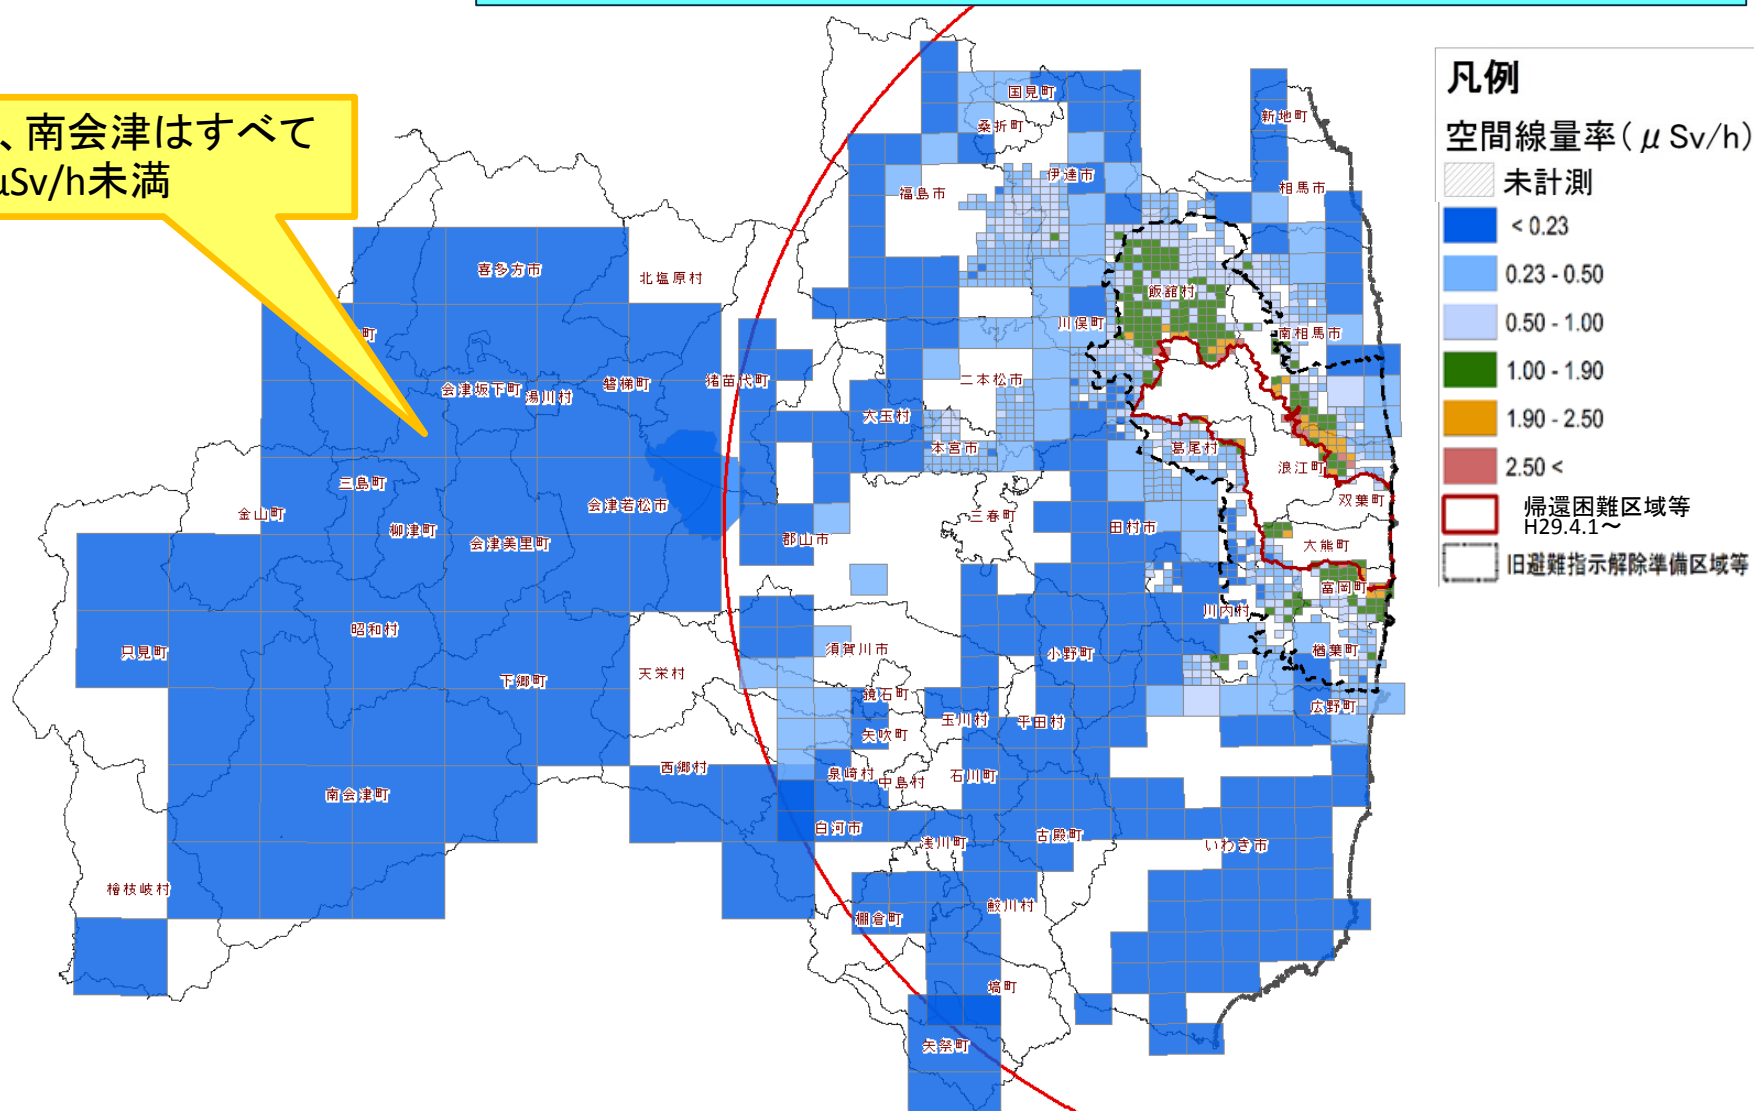 、南会津はすべて
μSv/h未満
凡例
空間線量率(μSv/h)
未計測
< 0.23
0.23 - 0.50
0.50 - 1.00
1.00 - 1.90
1.90 - 2.50
2.50 <
帰還困難区域等
H29.4.1～
旧避難指示解除準備区域等
国見町
桑折町
新地町
伊達市
相馬市
福島市
喜多方市
北塩原村
飯舘村
川俣町
南相馬市
町
会津坂下町
湯川村
磐梯町
猪苗代町
二本松市
大玉村
本宮市
葛尾村
浪江町
三島町
金山町
会津若松市
双葉町
柳津町
会津美里町
郡山市
三春町
田村市
大熊町
富岡町
川内村
昭和村
只見町
須賀川市
小野町
楢葉町
天栄村
下郷町
鏡石町
玉川村
平田村
広野町
矢吹町
西郷村
泉崎村
中島村
石川町
南会津町
白河市
浅川町
古殿町
いわき市
檜枝岐村
棚倉町
鮫川村
塙町
矢祭町